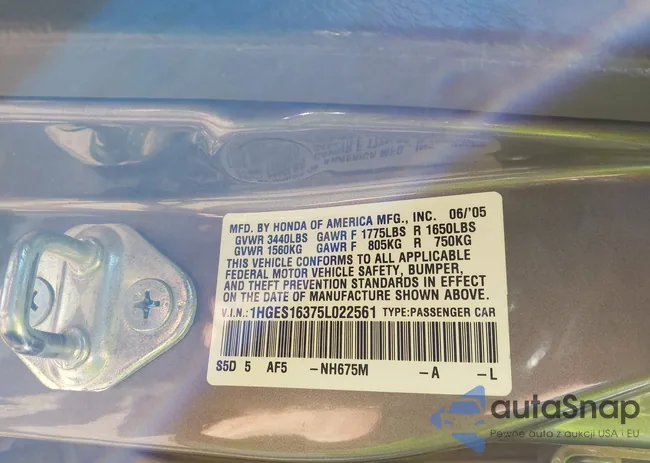 MFD. BY HONDA OF AMERICA MFG., INC. 06/'05
GVWR 3440LBS GAWR F 1775LBS R 1650LBS
GVWR 1560KG GAWR F 805KG R 750KG
THIS VEHICLE CONFORMS TO ALL APPLICABLE
FEDERAL MOTOR VEHICLE SAFETY, BUMPER,
AND THEFT PREVENTION STANDARDS IN EFFECT
ON THE DATE OF MANUFACTURE SHOWN ABOVE.
V.I.N.: 1HGES16375L022561 TYPE:PASSENGER CAR
S5D 5 AF5 -NH675M -A -L
autoSnap
Pewne auta z aukcji USA i EU